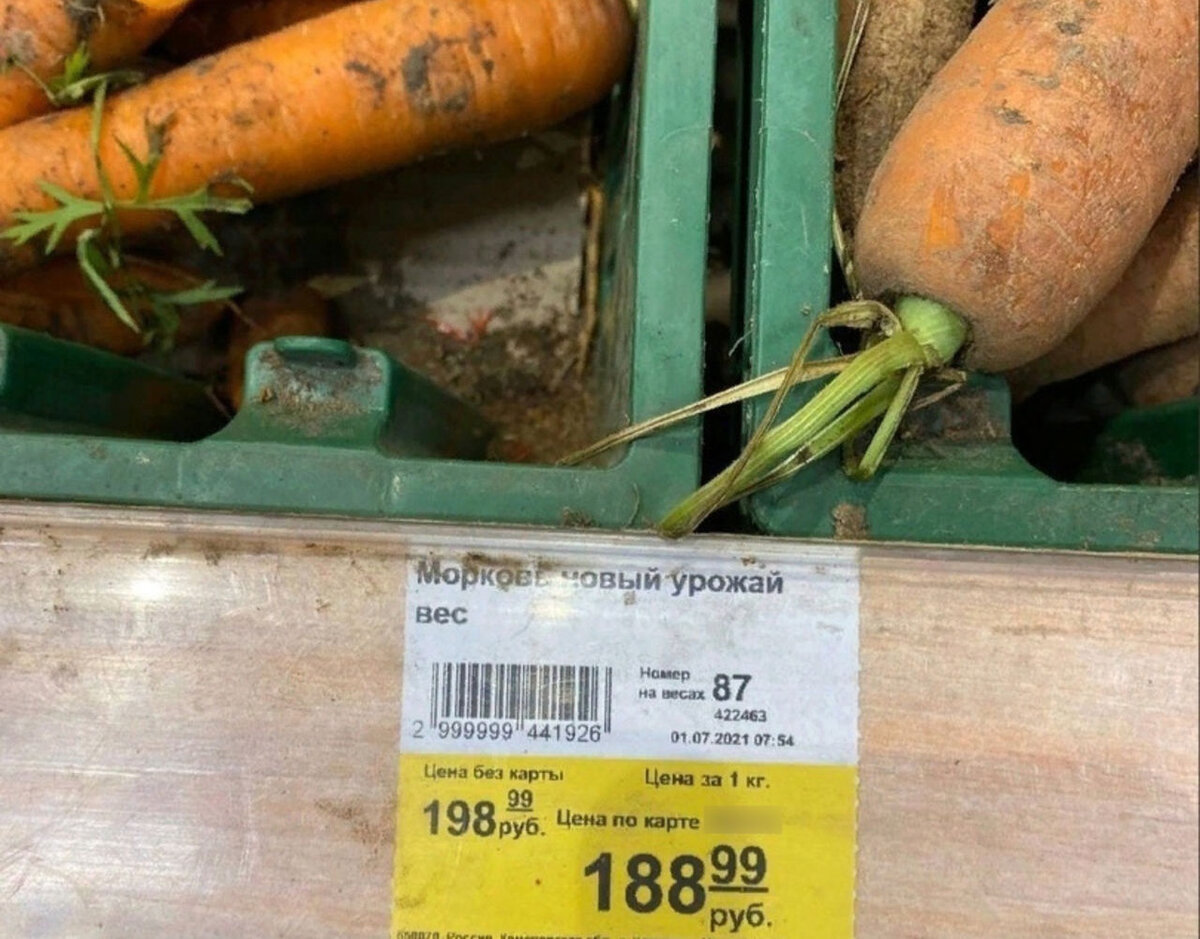 Морковь новый урожай
вес
Номер
на весах 87
422463
2 999999 441926
01.07.2021 07:54
Цена без карты
Цена за 1 кг.
198 99 руб.
Цена по карте
188 99
руб.
Россия,